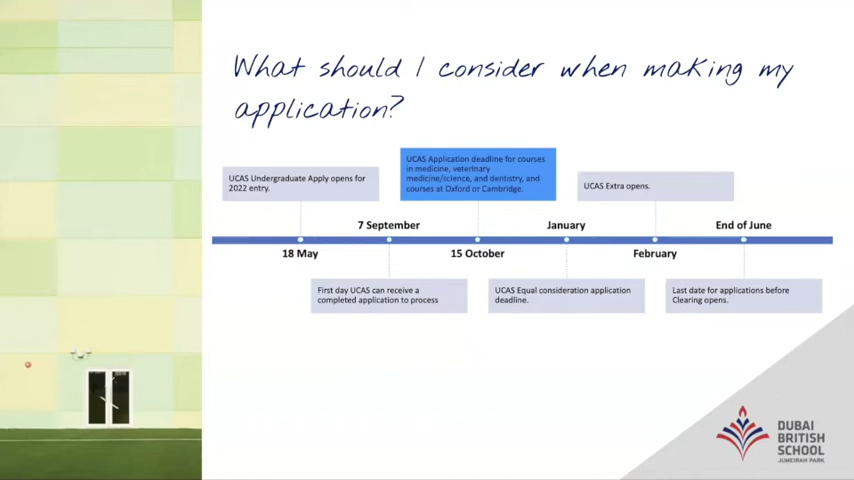 What should I consider when making my
application?
UCAS Undergraduate Apply opens for
2022 entry.
UCAS Application deadline for courses
in medicine, veterinary
medicine/science, and dentistry, and
courses at Oxford or Cambridge.
UCAS Extra opens.
7 September
January
End of June
18 May
15 October
February
First day UCAS can receive a
completed application to process
UCAS Equal consideration application
deadline.
Last date for applications before
Clearing opens.
DUBAI
BRITISH
SCHOOL
JUMEIRAH PARK